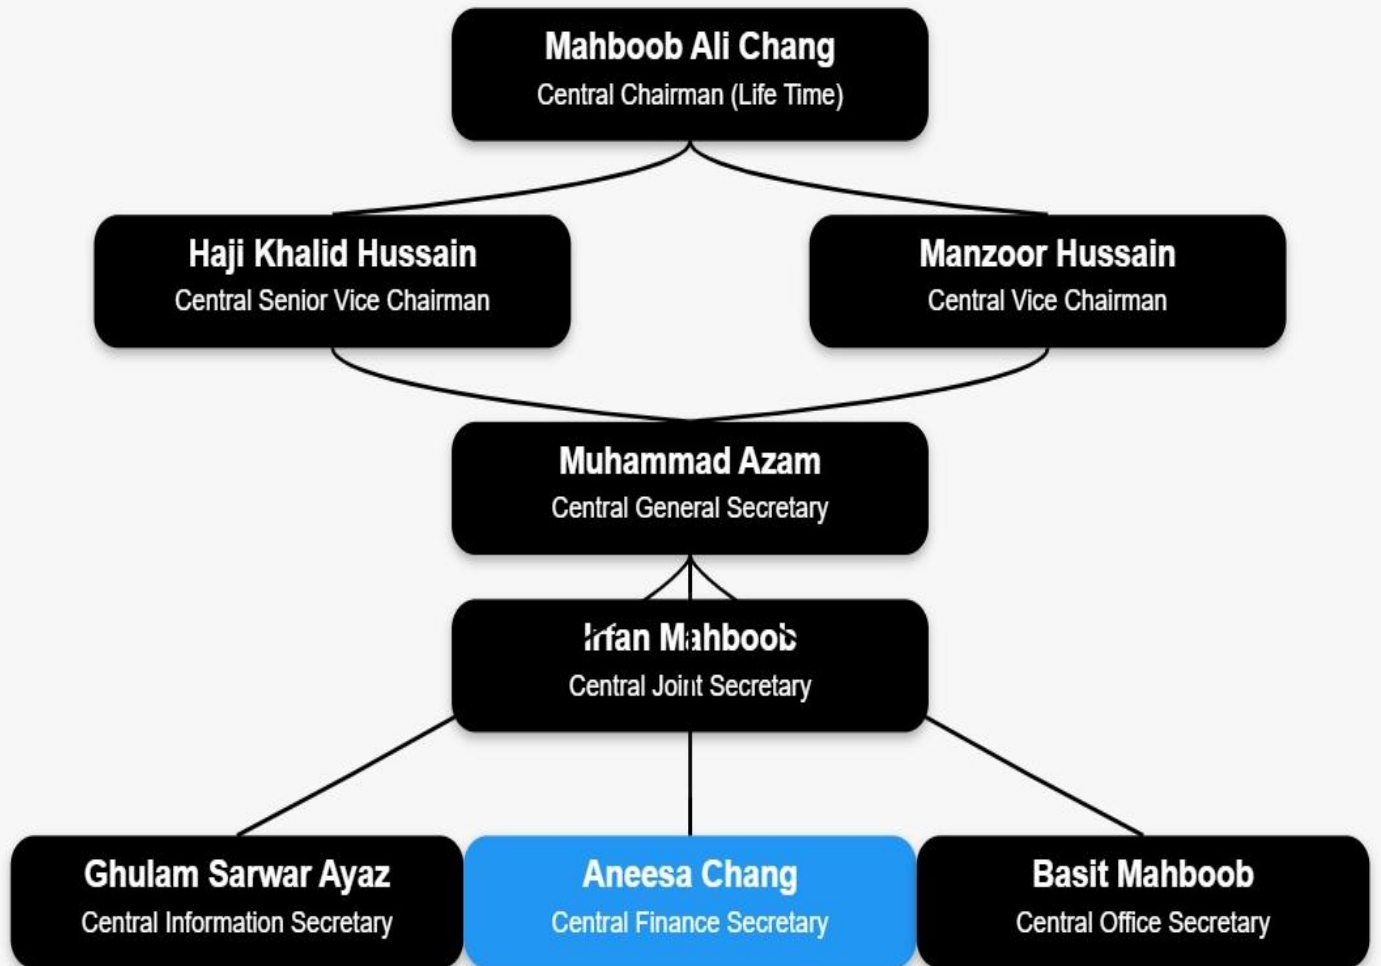 Mahboob Ali Chang
Central Chairman (Life Time)
Haji Khalid Hussain
Central Senior Vice Chairman
Manzoor Hussain
Central Vice Chairman
Muhammad Azam
Central General Secretary
Irfan Mahboob
Central Joint Secretary
Ghulam Sarwar Ayaz
Central Information Secretary
Aneesa Chang
Central Finance Secretary
Basit Mahboob
Central Office Secretary